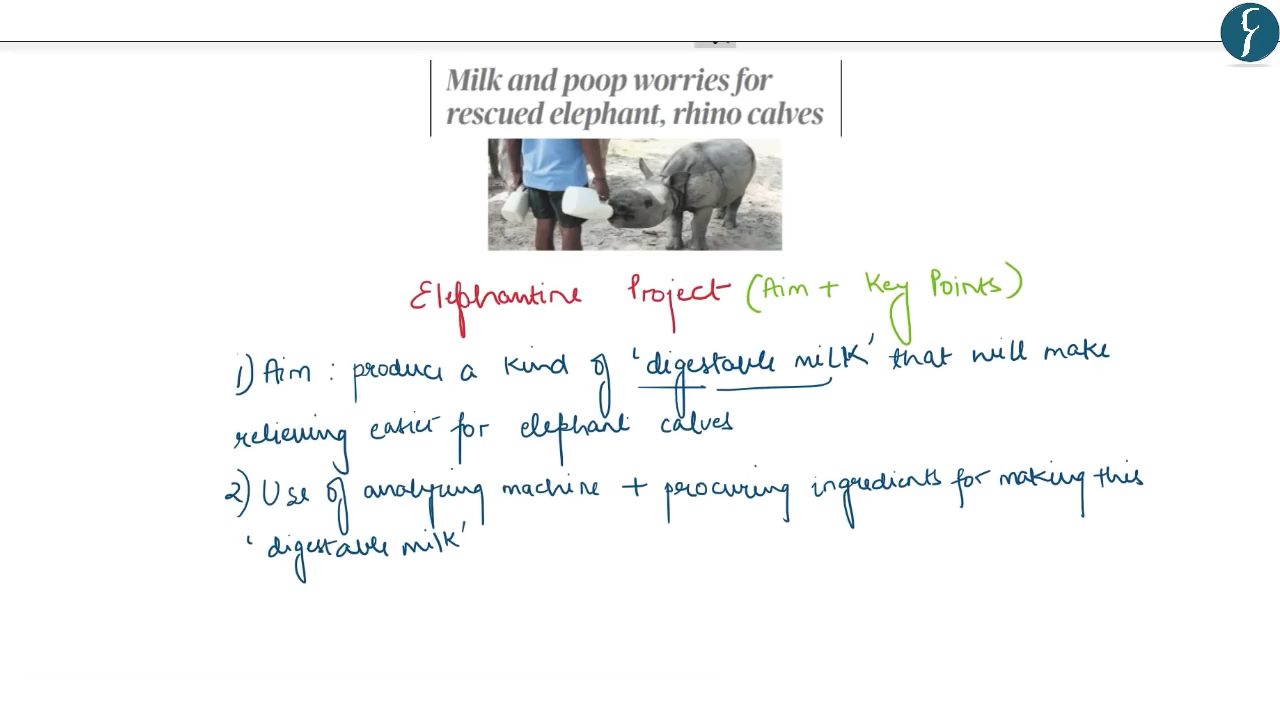 Milk and poop worries for
rescued elephant, rhino calves
Elephantine Project (Aim + Key Points)
1) Aim : produce a kind of 'digestable milk' that will make
relieving easier for elephant calves
2) Use of analyzing machine + procuring ingredients for making this
'digestable milk'